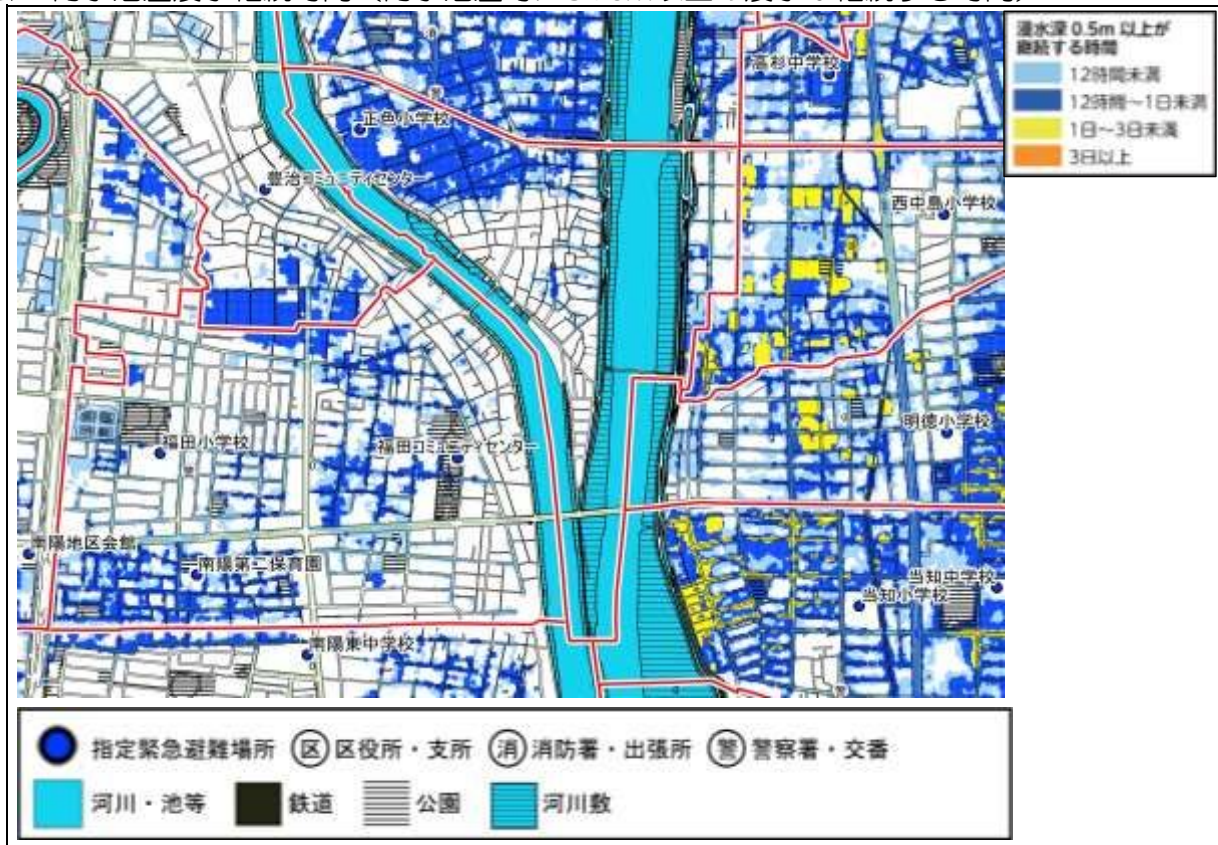 浸水深 0.5m 以上が
継続する時間
12時間未満
12時間~1日未満
1日~3日未満
3日以上
高杉中学校
正色小学校
豊治コミュニティセンター
西中島小学校
明徳小学校
福田小学校
福田コミュニティセンター
南陽地区会館
南陽第二保育園
当知中学校
当知小学校
南陽東中学校
指定緊急避難場所 区 区役所・支所 消 消防署・出張所 警 警察署・交番
河川・池等 鉄道 公園 河川敷